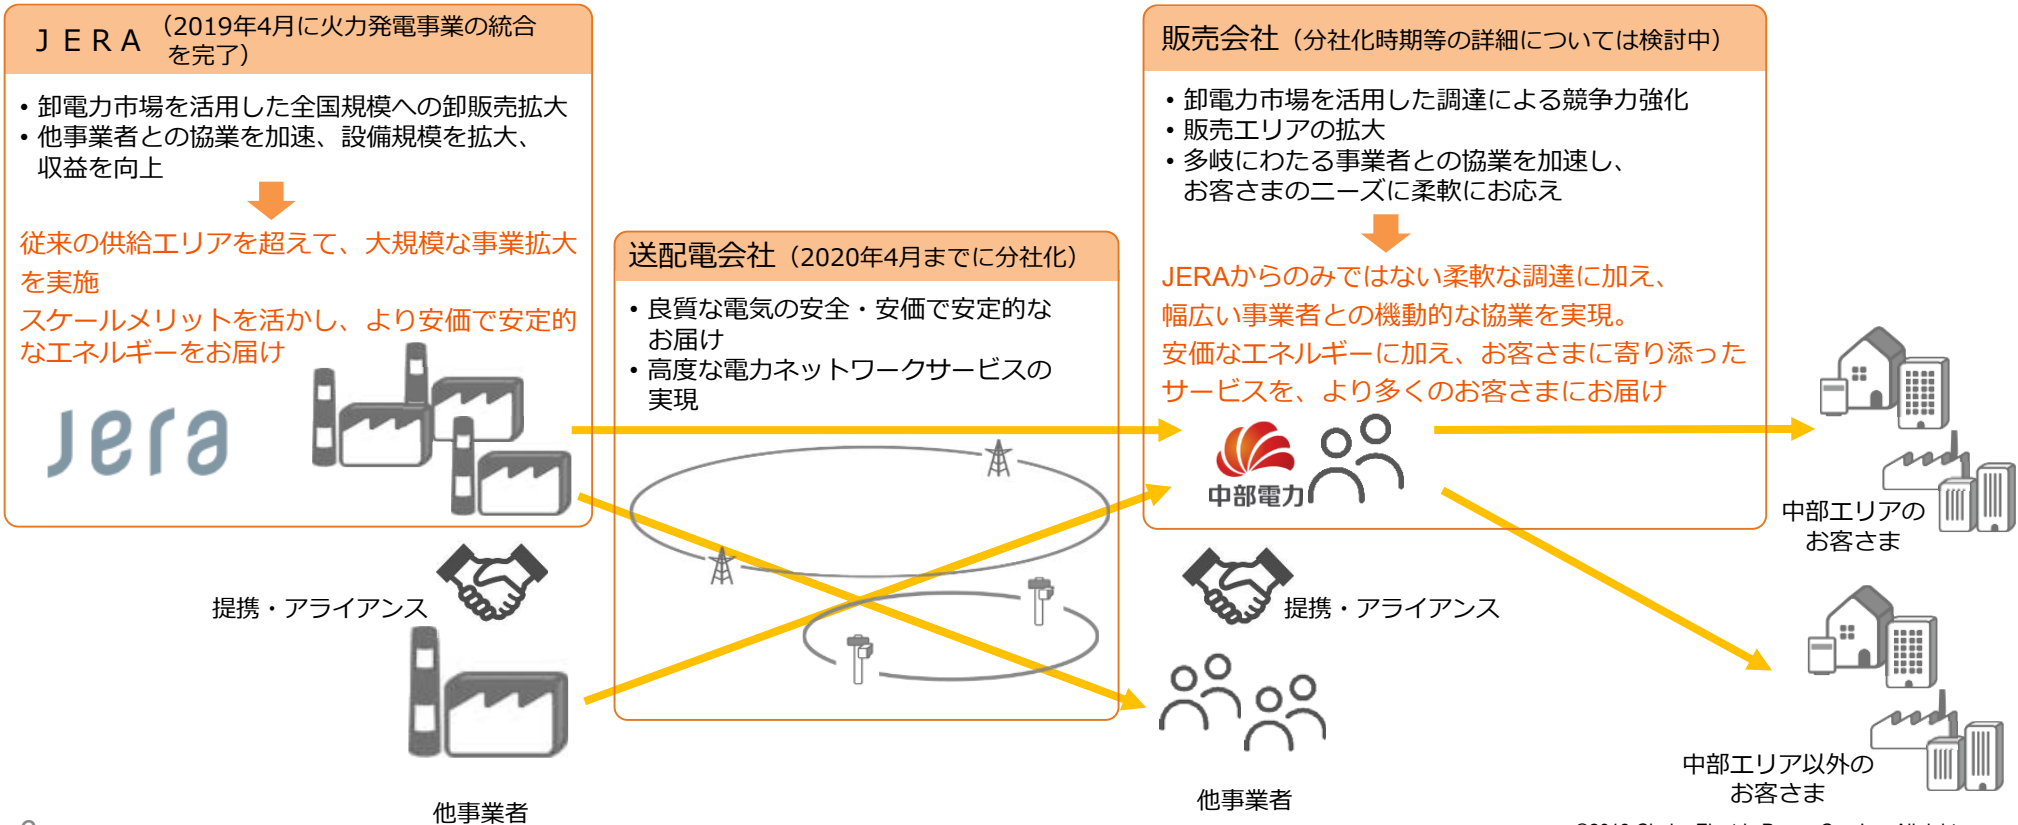 ＪＥＲＡ（2019年4月に火力発電事業の統合
を完了）
・卸電力市場を活用した全国規模への卸販売拡大
・他事業者との協業を加速、設備規模を拡大、
収益を向上
従来の供給エリアを超えて、大規模な事業拡大
を実施
スケールメリットを活かし、より安価で安定的
なエネルギーをお届け
Jera
提携・アライアンス
他事業者
送配電会社（2020年4月までに分社化）
・良質な電気の安全・安価で安定的な
お届け
・高度な電力ネットワークサービスの
実現
販売会社（分社化時期等の詳細については検討中）
・卸電力市場を活用した調達による競争力強化
・販売エリアの拡大
・多岐にわたる事業者との協業を加速し、
お客さまのニーズに柔軟にお応え
JERAからのみではない柔軟な調達に加え、
幅広い事業者との機動的な協業を実現。
安価なエネルギーに加え、お客さまに寄り添った
サービスを、より多くのお客さまにお届け
中部電力
提携・アライアンス
他事業者
中部エリアの
お客さま
中部エリア以外の
お客さま